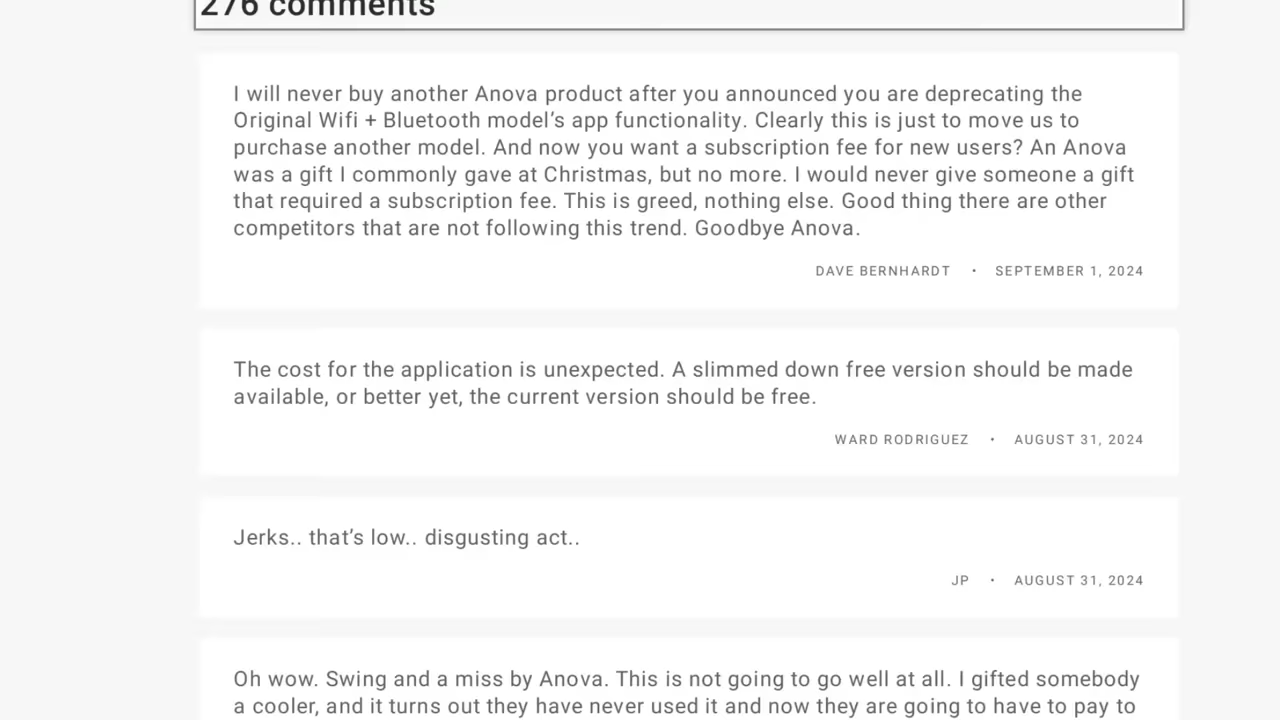 276 comments
I will never buy another Anova product after you announced you are deprecating the
Original Wifi + Bluetooth model’s app functionality. Clearly this is just to move us to
purchase another model. And now you want a subscription fee for new users? An Anova
was a gift I commonly gave at Christmas, but no more. I would never give someone a gift
that required a subscription fee. This is greed, nothing else. Good thing there are other
competitors that are not following this trend. Goodbye Anova.
DAVE BERNHARDT • SEPTEMBER 1, 2024
The cost for the application is unexpected. A slimmed down free version should be made
available, or better yet, the current version should be free.
WARD RODRIGUEZ • AUGUST 31, 2024
Jerks.. that’s low.. disgusting act..
JP • AUGUST 31, 2024
Oh wow. Swing and a miss by Anova. This is not going to go well at all. I gifted somebody
a cooler, and it turns out they have never used it and now they are going to have to pay to